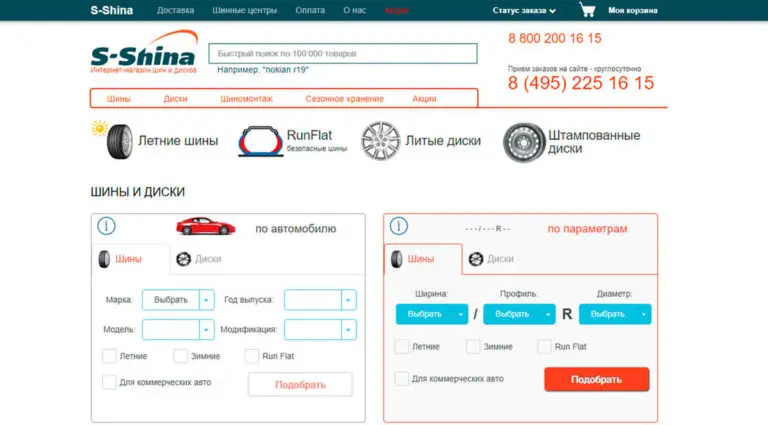 S-Shina Доставка Шинные центры Оплата О нас Акции Статус заказа Моя корзина
S-Shina
Интернет-магазин шин и дисков
Быстрый поиск по 100 000 товаров
Например, "nokian r19"
8 800 200 16 15
Прием заказов на сайте - круглосуточно
8 (495) 225 16 15
Шины Диски Шиномонтаж Сезонное хранение Акции
Летние шины
RunFlat
безопасные шины
Литые диски
Штампованные
диски
ШИНЫ И ДИСКИ
i по автомобилю
Шины Диски
Марка: Выбрать Год выпуска:
Модель: Модификация:
Летние Зимние Run Flat
Для коммерческих авто Подобрать
i - - - / - - - R - - по параметрам
Шины Диски
Ширина: Профиль: Диаметр:
Выбрать / Выбрать R Выбрать
Летние Зимние Run Flat
Для коммерческих авто Подобрать